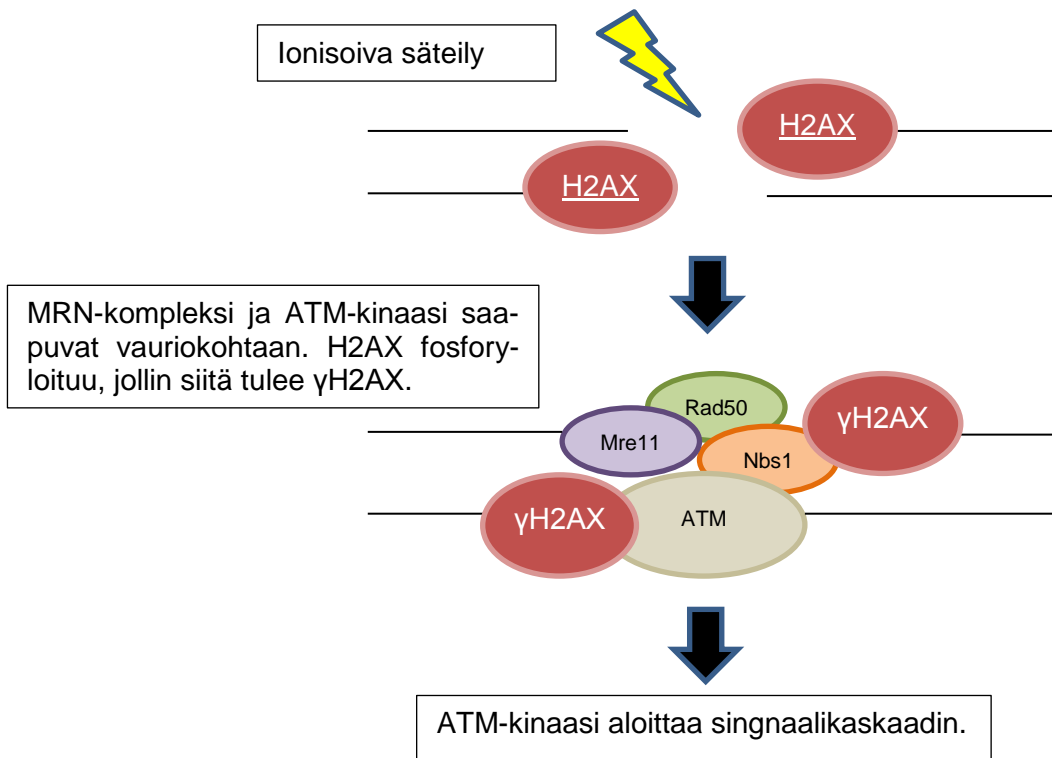 Ionisoiva säteily
H2AX
H2AX
MRN-kompleksi ja ATM-kinaasi saa-
puvat vauriokohtaan. H2AX fosfory-
loituu, jollin siitä tulee γH2AX.
Rad50
γH2AX
Mre11
Nbs1
γH2AX
ATM
ATM-kinaasi aloittaa singnaalikaskaadin.